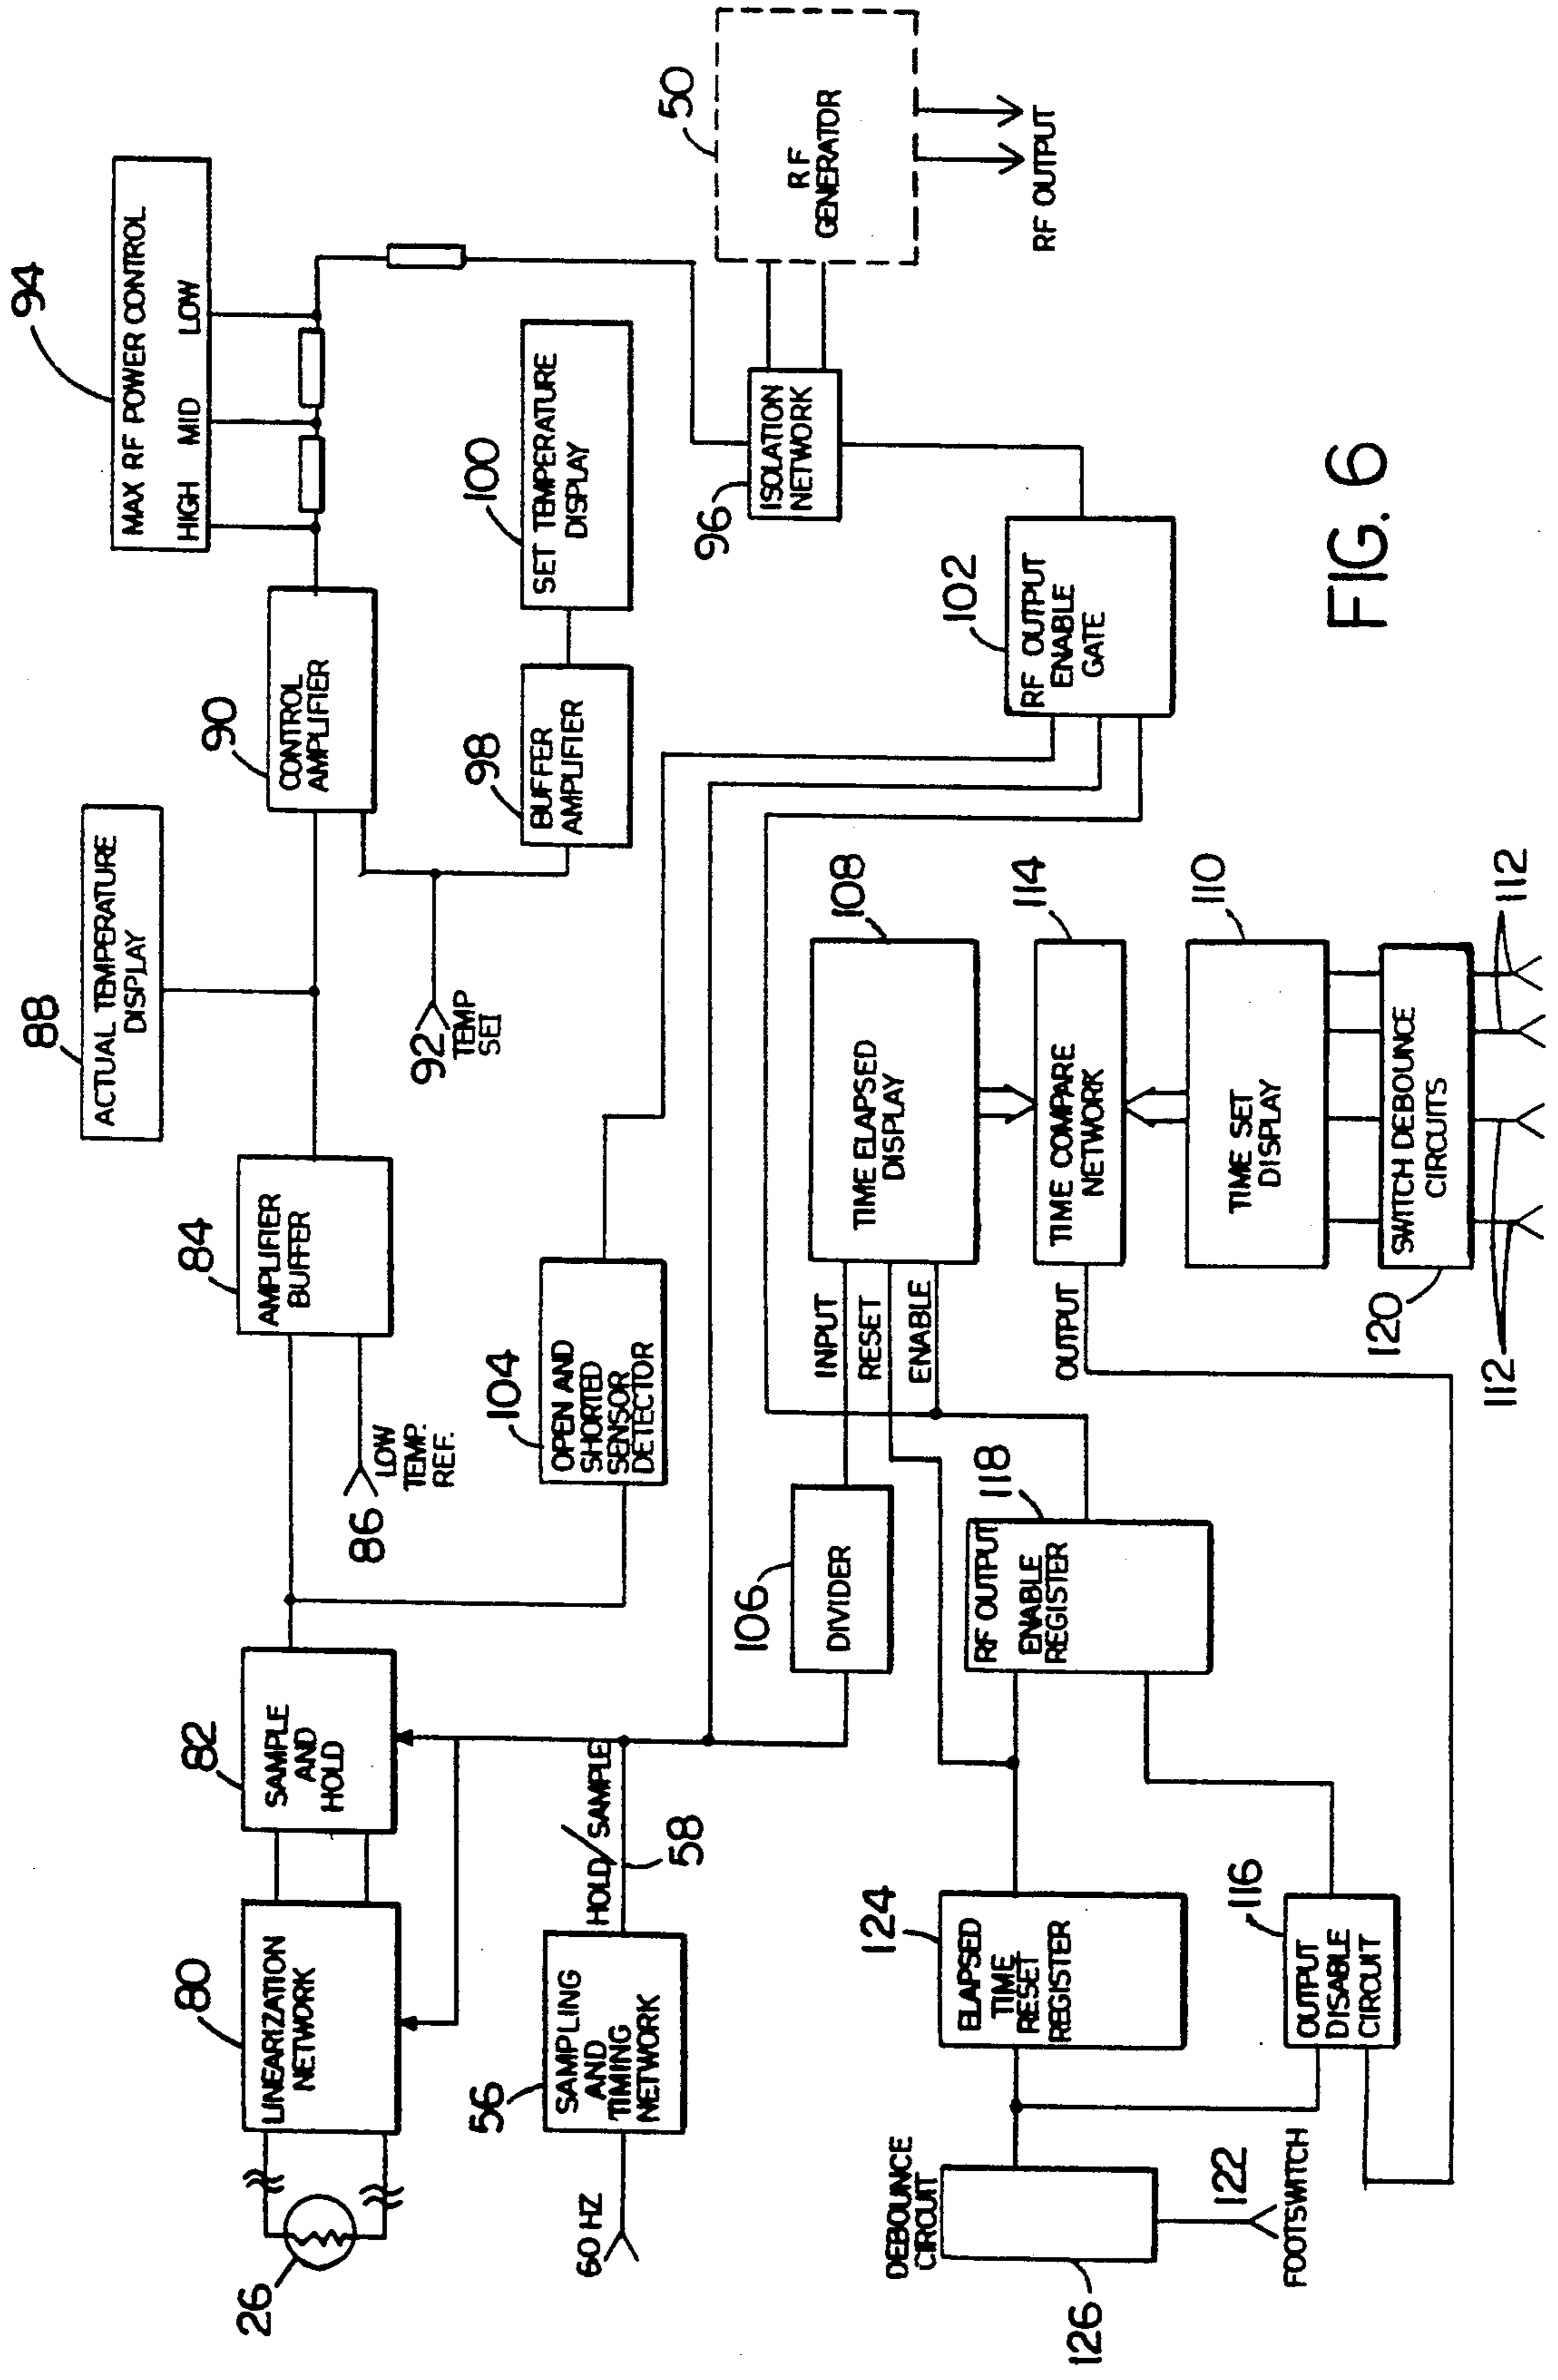 94
MAX RF POWER CONTROL
HIGH MID LOW
88
ACTUAL TEMPERATURE
DISPLAY
90
CONTROL
AMPLIFIER
84
AMPLIFIER
BUFFER
82
SAMPLE
AND
HOLD
80
LINEARIZATION
NETWORK
26
86
LOW
TEMP.
REF.
92
TEMP
SET
98
BUFFER
AMPLIFIER
100
SET TEMPERATURE
DISPLAY
50
RF
GENERATOR
RF OUTPUT
96
ISOLATION
NETWORK
102
RF OUTPUT
ENABLE
GATE
104
OPEN AND
SHORTED
SENSOR
DETECTOR
60 HZ
56
SAMPLING
AND
TIMING
NETWORK
HOLD/SAMPLE
58
106
DIVIDER
INPUT
RESET
ENABLE
108
TIME ELAPSED
DISPLAY
114
TIME COMPARE
NETWORK
OUTPUT
110
TIME SET
DISPLAY
120
SWITCH DEBOUNCE
CIRCUITS
112
112
118
RF OUTPUT
ENABLE
REGISTER
124
ELAPSED
TIME
RESET
REGISTER
116
OUTPUT
DISABLE
CIRCUIT
DEBOUNCE
CIRCUIT
126
122
FOOTSWITCH
FIG. 6